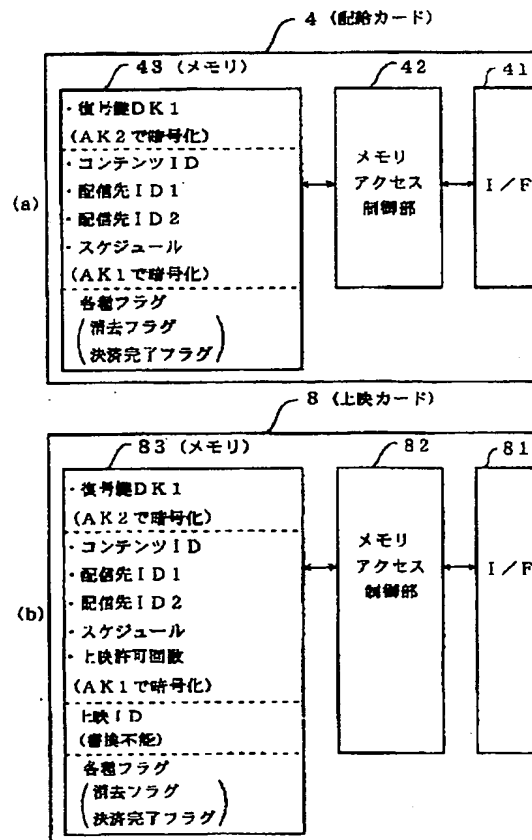 4 (配給カード)
43 (メモリ)
42
41
・復号鍵DK1
(AK2で暗号化)
・コンテンツID
・配信先ID1
・配信先ID2
・スケジュール
(AK1で暗号化)
各種フラグ
(消去フラグ
決済完了フラグ)
メモリ
アクセス
制御部
I/F
(a)
8 (上映カード)
83 (メモリ)
82
81
・復号鍵DK1
(AK2で暗号化)
・コンテンツID
・配信先ID1
・配信先ID2
・スケジュール
・上映許可回数
(AK1で暗号化)
上映ID
(書換不能)
各種フラグ
(消去フラグ
決済完了フラグ)
メモリ
アクセス
制御部
I/F
(b)